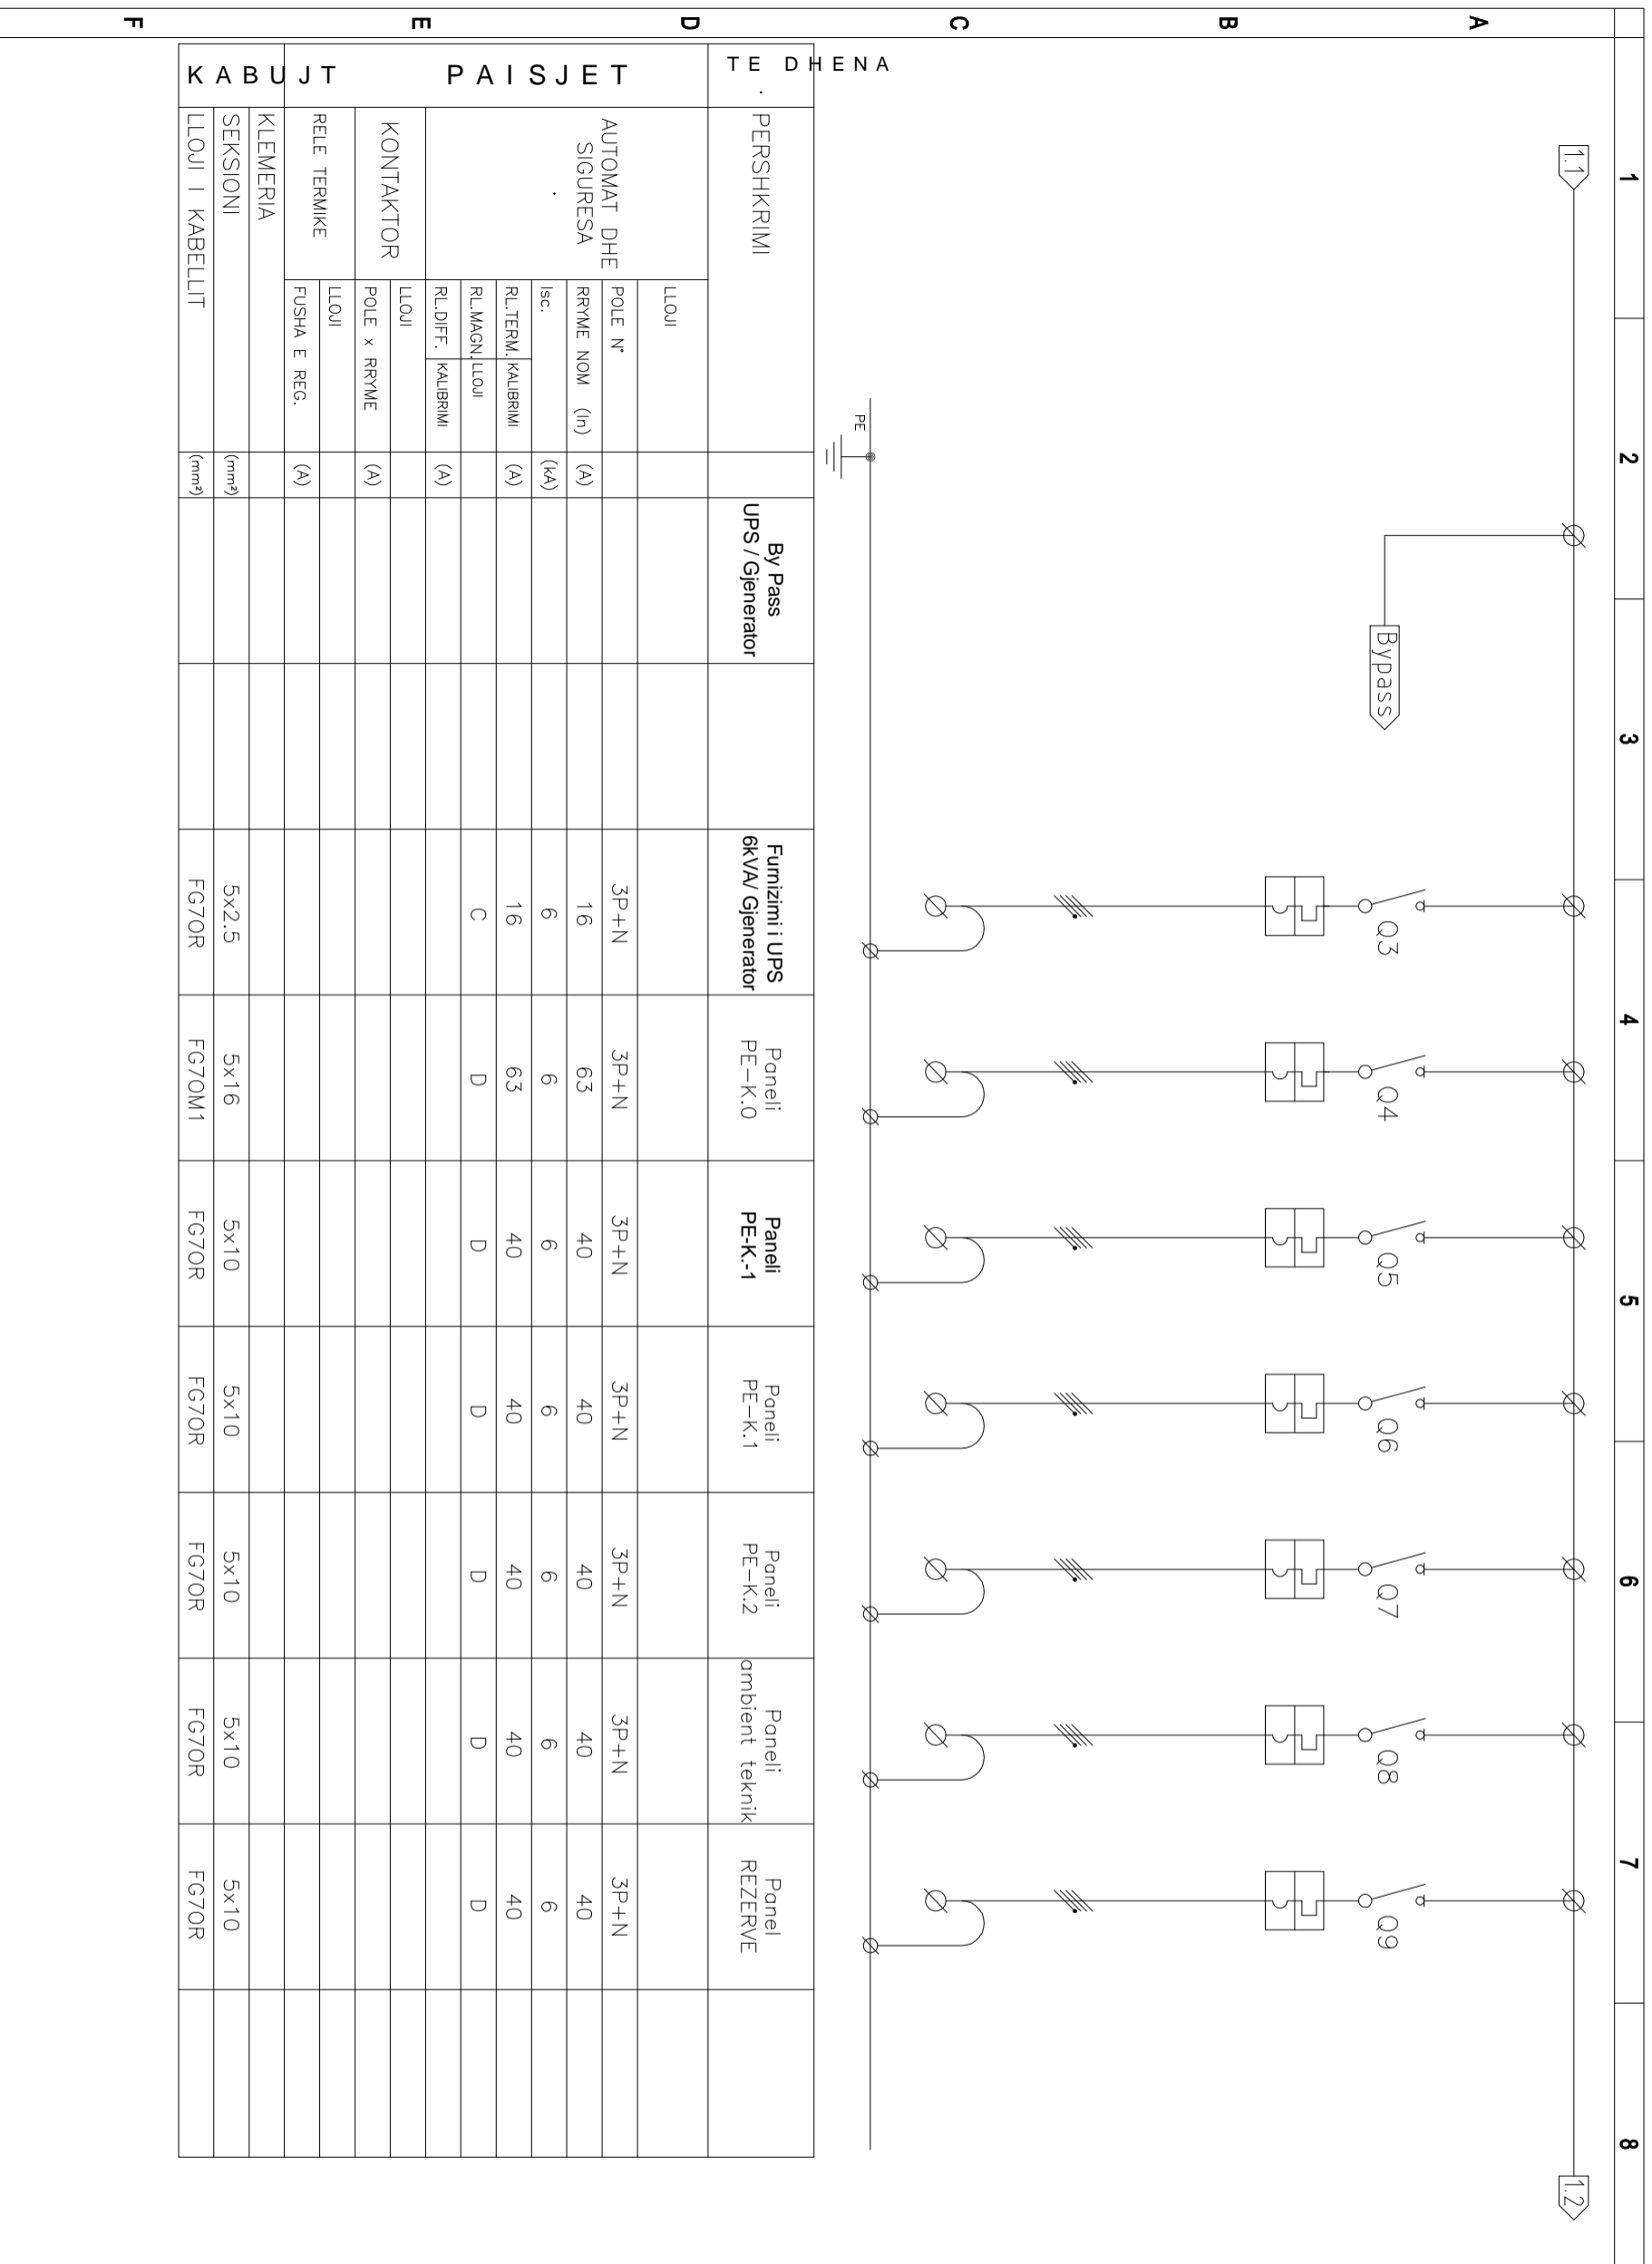 1 2 3 4 5 6 7 8
A
1.1
1.2
Bypass
Q3 Q4 Q5 Q6 Q7 Q8 Q9
B
C
PE
D
E
F
TE DHENA
.
PERSHKRIMI
By Pass
UPS / Gjenerator
Furnizimi i UPS
6kVA/ Gjenerator
Paneli
PE-K.0
Paneli
PE-K.-1
Paneli
PE-K.1
Paneli
PE-K.2
Paneli
ambient teknik
Panel
REZERVE
PAISJET
AUTOMAT DHE
SIGURESA
.
LLOJI
POLE N° 3P+N 3P+N 3P+N 3P+N 3P+N 3P+N 3P+N
RRYME NOM (In) (A) 16 63 40 40 40 40 40
Isc. (kA) 6 6 6 6 6 6 6
RL.TERM. KALIBRIMI (A) 16 63 40 40 40 40 40
RL.MAGN. LLOJI C D D D D D D
RL.DIFF. KALIBRIMI (A)
KONTAKTOR
LLOJI
POLE x RRYME (A)
RELE TERMIKE
LLOJI
FUSHA E REG. (A)
KABUJT
KLEMERIA
SEKSIONI (mm²) 5x2.5 5x16 5x10 5x10 5x10 5x10 5x10
LLOJI I KABELLIT (mm²) FG7OR FG7OM1 FG7OR FG7OR FG7OR FG7OR FG7OR